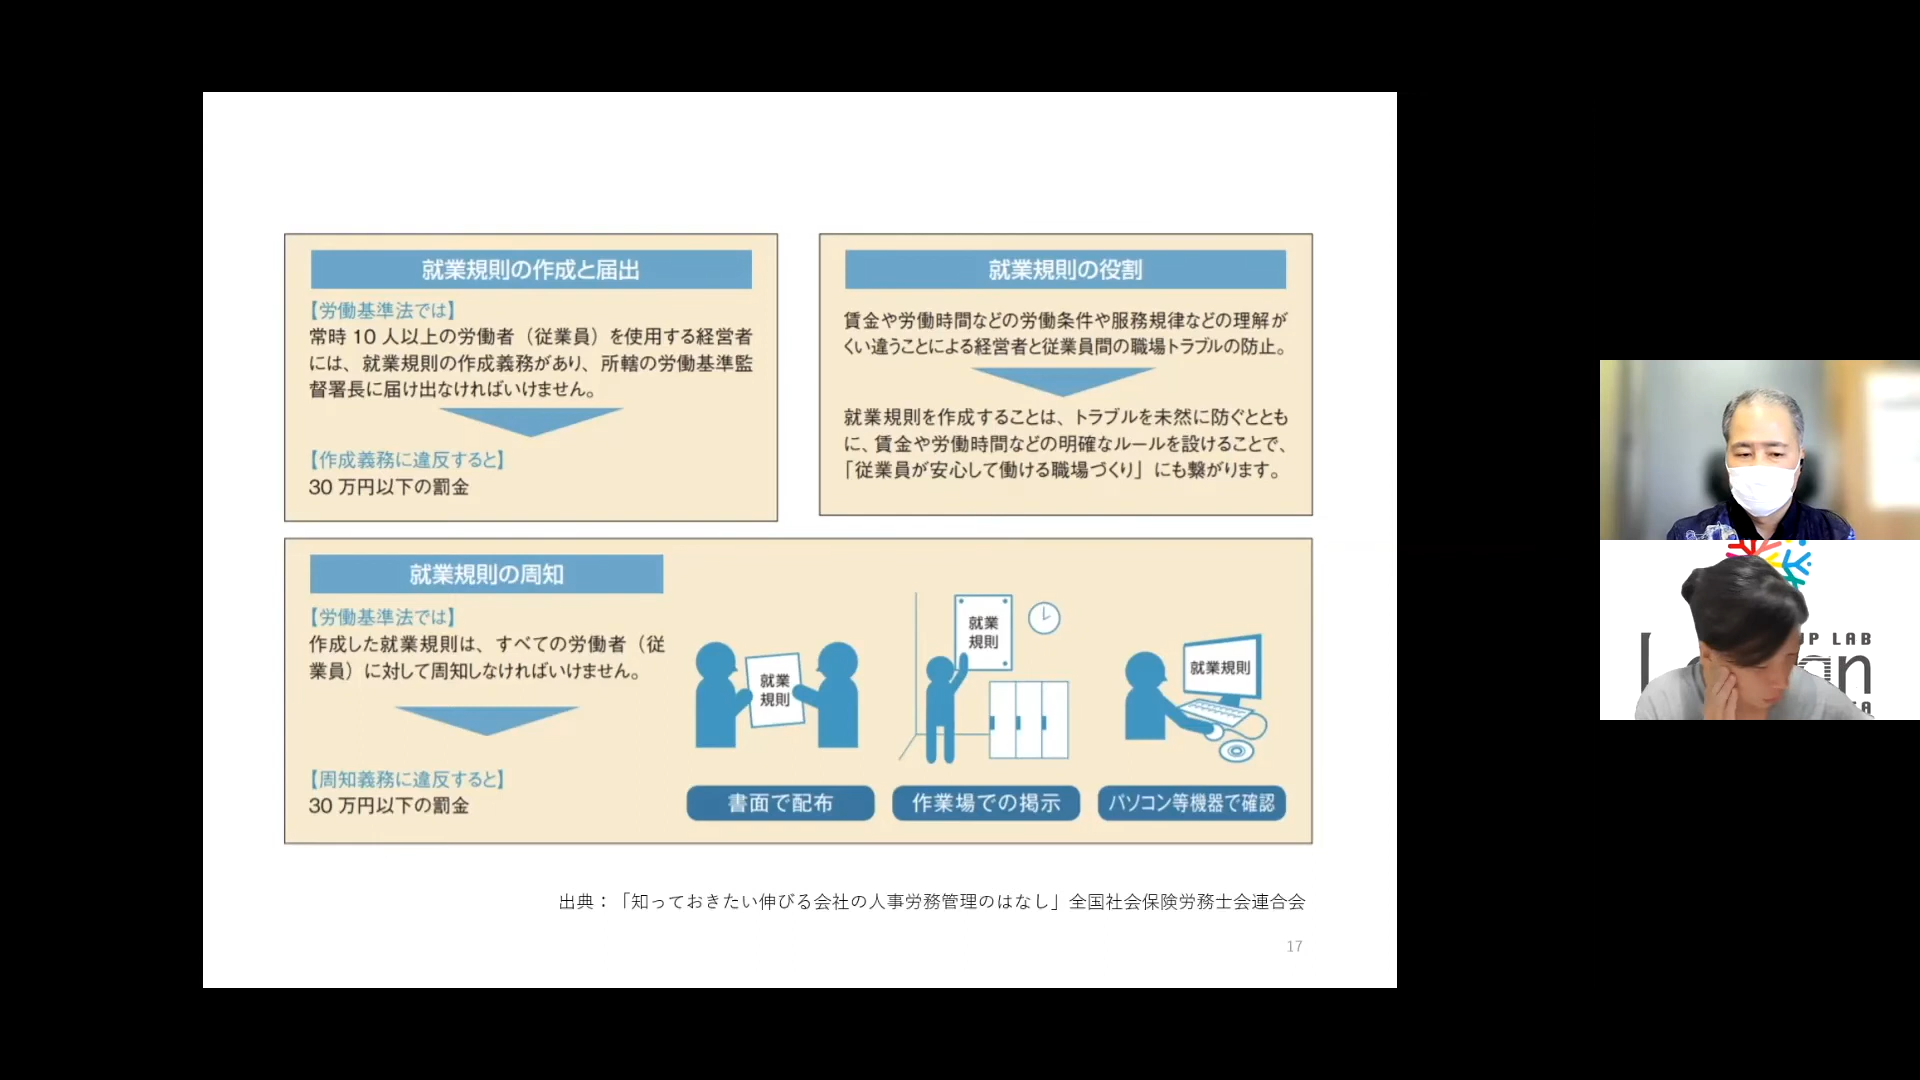 就業規則の作成と届出
【労働基準法では】
常時 10 人以上の労働者（従業員）を使用する経営者
には、就業規則の作成義務があり、所轄の労働基準監
督署長に届け出なければいけません。
【作成義務に違反すると】
30 万円以下の罰金
就業規則の役割
賃金や労働時間などの労働条件や服務規律などの理解が
くい違うことによる経営者と従業員間の職場トラブルの防止。
就業規則を作成することは、トラブルを未然に防ぐととも
に、賃金や労働時間などの明確なルールを設けることで、
「従業員が安心して働ける職場づくり」にも繋がります。
就業規則の周知
【労働基準法では】
作成した就業規則は、すべての労働者（従
業員）に対して周知しなければいけません。
【周知義務に違反すると】
30 万円以下の罰金
就業
規則
就業
規則
就業規則
書面で配布
作業場での掲示
パソコン等機器で確認
出典：「知っておきたい伸びる会社の人事労務管理のはなし」全国社会保険労務士会連合会
17
LAB